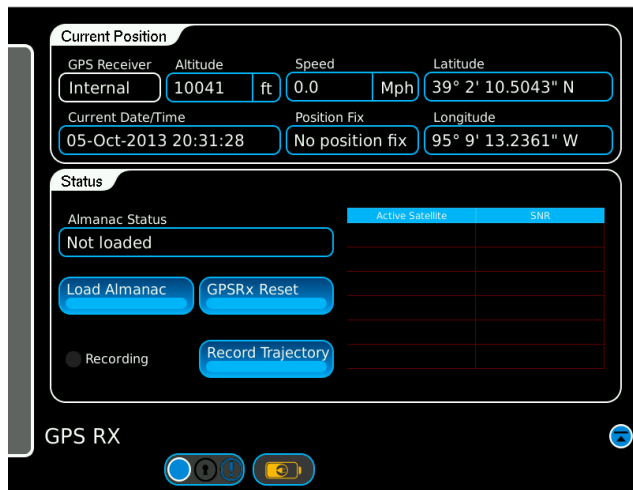 Current Position
GPS Receiver Altitude Speed Latitude
Internal 10041 ft 0.0 Mph 39° 2' 10.5043" N
Current Date/Time Position Fix Longitude
05-Oct-2013 20:31:28 No position fix 95° 9' 13.2361" W
Status
Almanac Status
Not loaded
Active Satellite SNR
Load Almanac GPSRx Reset
Recording Record Trajectory
GPS RX